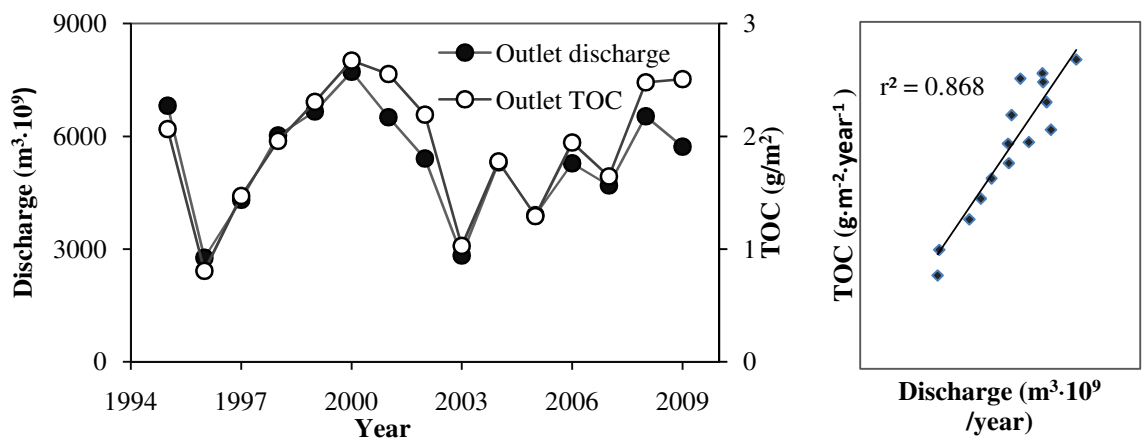 9000
6000
3000
0
Discharge (m³·10⁹)
Outlet discharge
Outlet TOC
3
2
1
0
TOC (g/m²)
1994
1997
2000
2003
2006
2009
Year
r² = 0.868
TOC (g·m⁻²·year⁻¹)
Discharge (m³·10⁹
/year)